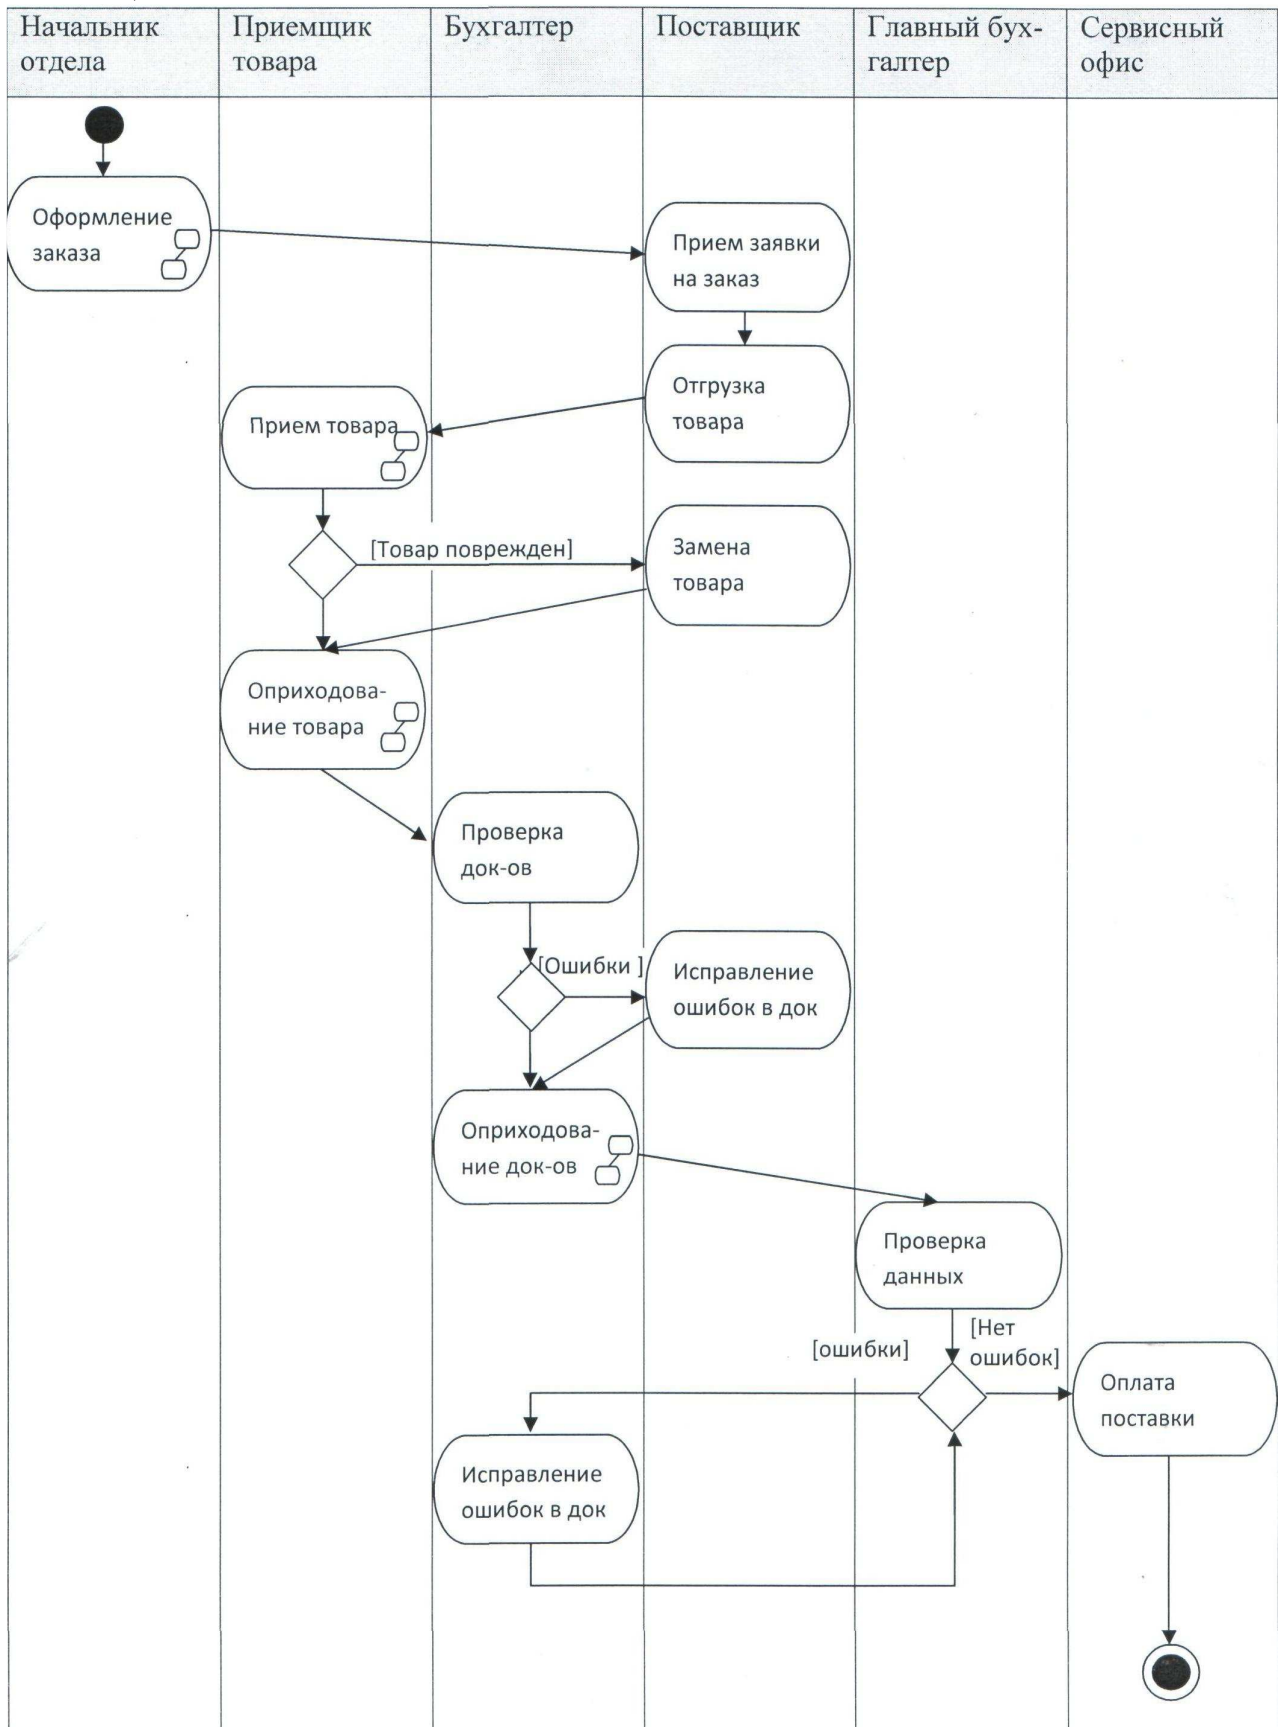 Начальник
отдела
Приемщик
товара
Бухгалтер
Поставщик
Главный бух-
галтер
Сервисный
офис
Оформление
заказа
Прием заявки
на заказ
Отгрузка
товара
Прием товара
[Товар поврежден]
Замена
товара
Оприходова-
ние товара
Проверка
док-ов
[Ошибки ]
Исправление
ошибок в док
Оприходова-
ние док-ов
Проверка
данных
[ошибки]
[Нет
ошибок]
Оплата
поставки
Исправление
ошибок в док